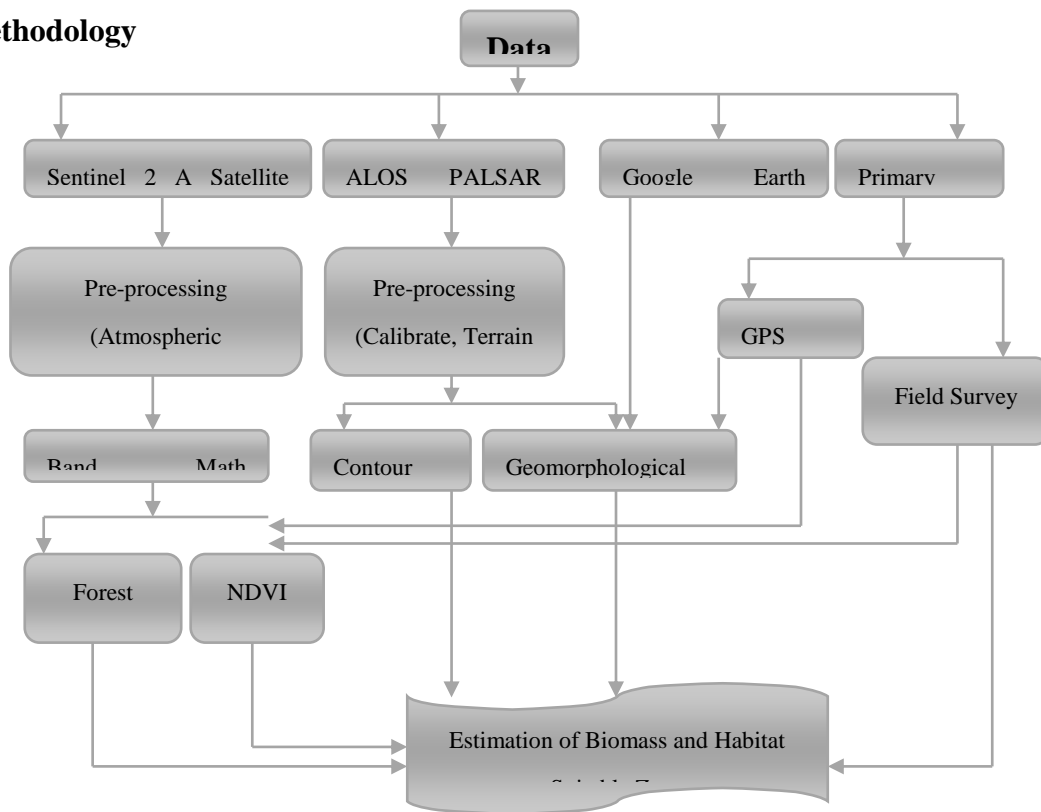 ethodology
Data
Sentinel 2 A Satellite
ALOS PALSAR
Google Earth
Primary
Pre-processing
(Atmospheric
Pre-processing
(Calibrate, Terrain
GPS
Field Survey
Band Math
Contour
Geomorphological
Forest
NDVI
Estimation of Biomass and Habitat